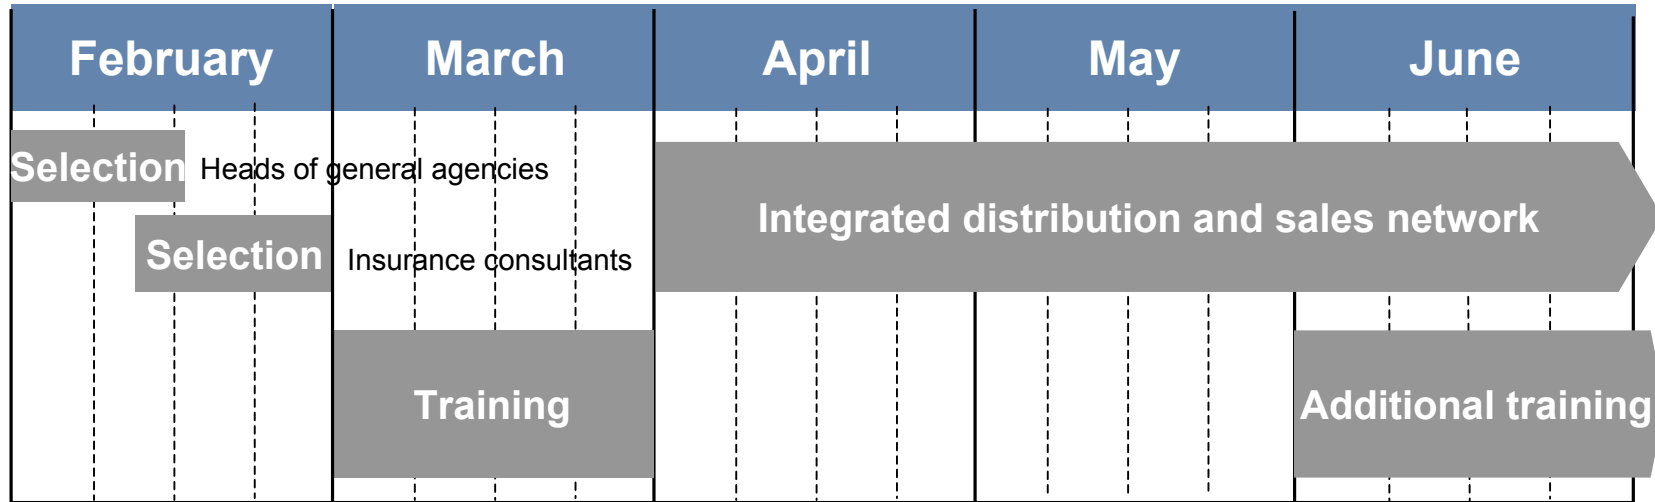 February March April May June
Selection Heads of general agencies
Integrated distribution and sales network
Selection Insurance consultants
Training
Additional training